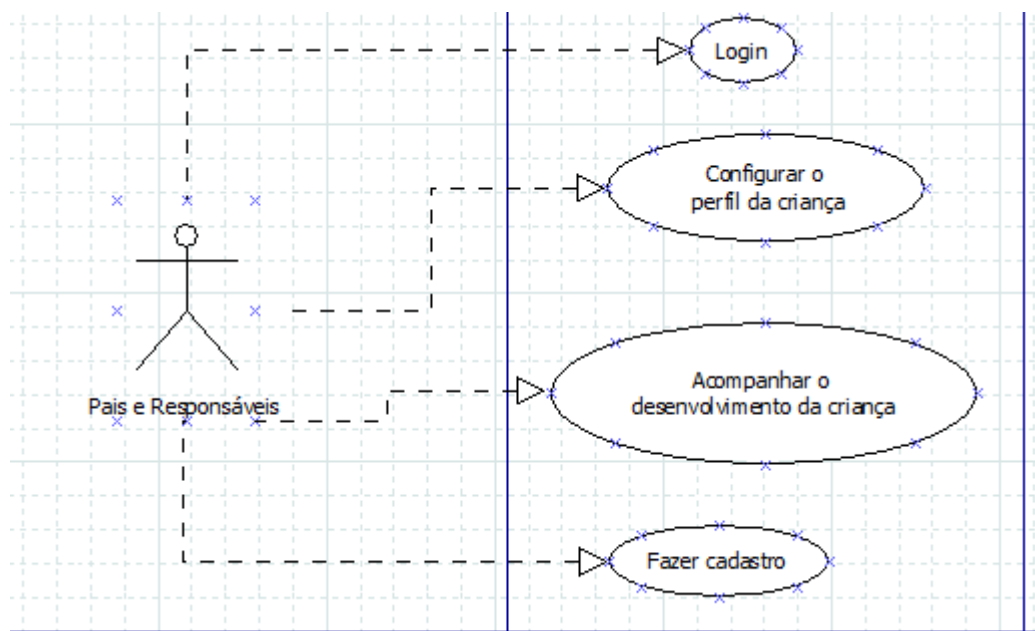 Login
Configurar o
perfil da criança
Pais e Responsáveis
Acompanhar o
desenvolvimento da criança
Fazer cadastro